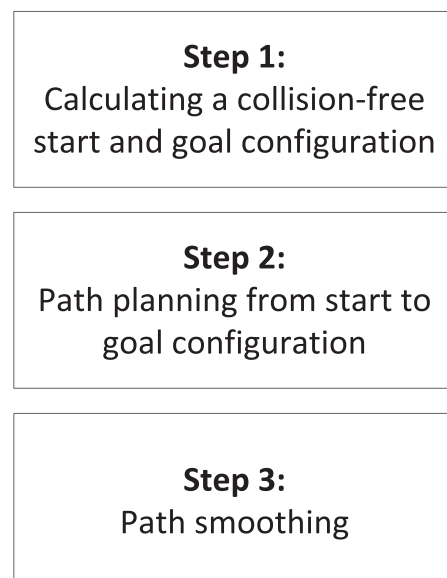 Step 1:
Calculating a collision-free
start and goal configuration
Step 2:
Path planning from start to
goal configuration
Step 3:
Path smoothing